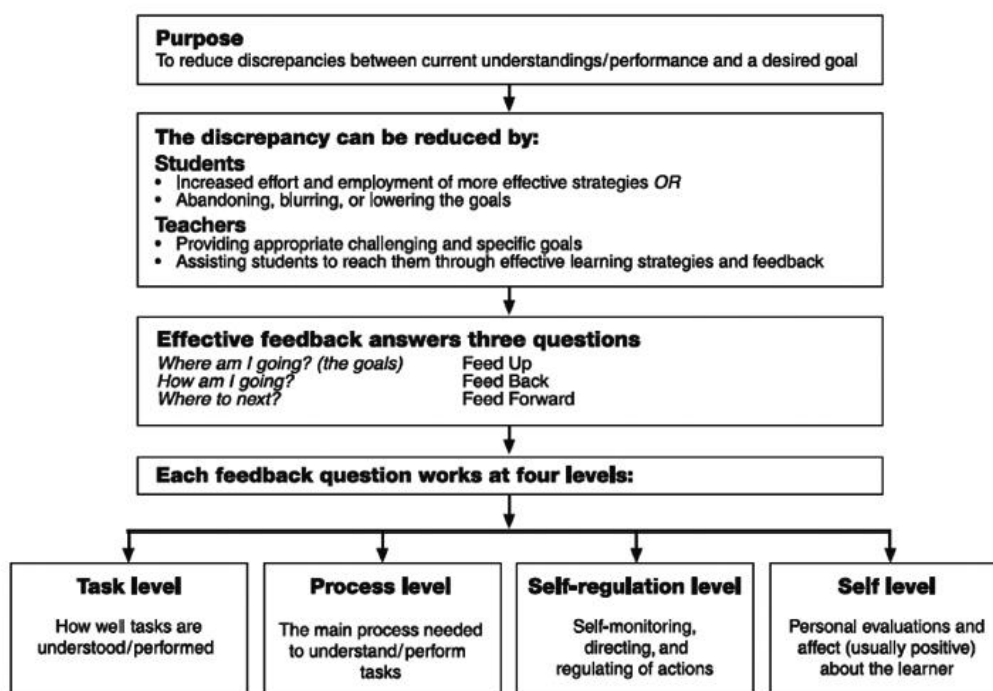 Purpose
To reduce discrepancies between current understandings/performance and a desired goal
The discrepancy can be reduced by:
Students
• Increased effort and employment of more effective strategies OR
• Abandoning, blurring, or lowering the goals
Teachers
• Providing appropriate challenging and specific goals
• Assisting students to reach them through effective learning strategies and feedback
Effective feedback answers three questions
Where am I going? (the goals) Feed Up
How am I going? Feed Back
Where to next? Feed Forward
Each feedback question works at four levels:
Task level
How well tasks are
understood/performed
Process level
The main process needed
to understand/perform
tasks
Self-regulation level
Self-monitoring,
directing, and
regulating of actions
Self level
Personal evaluations and
affect (usually positive)
about the learner